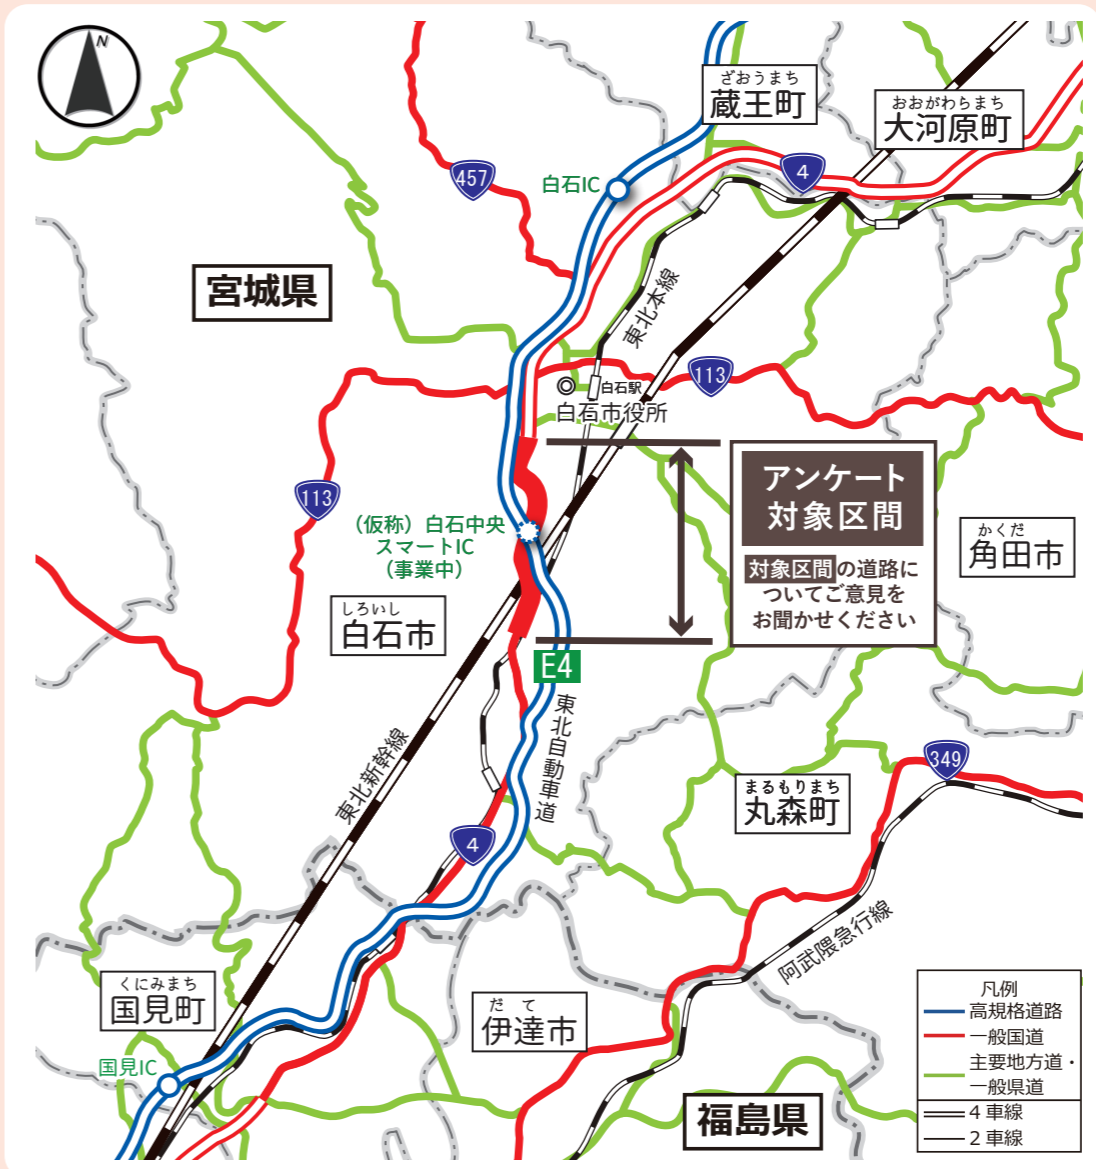 N
ざおうまち
蔵王町
おおがわらまち
大河原町
457
白石IC
4
宮城県
東北本線
113
白石駅
白石市役所
アンケート
対象区間
対象区間の道路に
ついてご意見を
お聞かせください
113
(仮称)白石中央
スマートIC
(事業中)
かくだ
角田市
しろいし
白石市
E4
東北自動車道
東北新幹線
349
まるもりまち
丸森町
4
阿武隈急行線
くにみまち
国見町
だて
伊達市
国見IC
福島県
凡例
高規格道路
一般国道
主要地方道・
一般県道
4車線
2車線